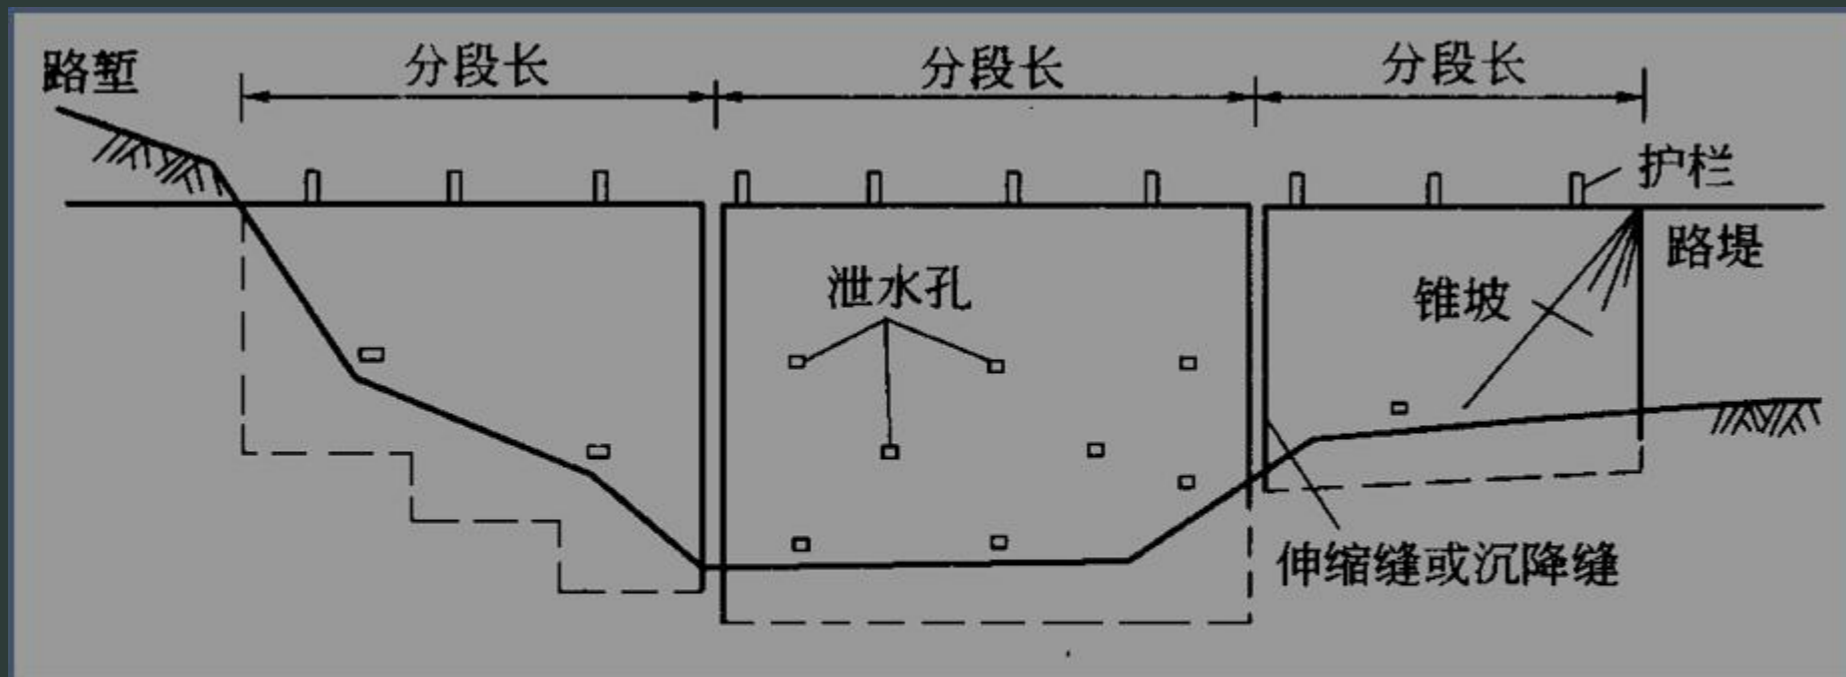 路堑
分段长
分段长
分段长
护栏
路堤
泄水孔
锥坡
伸缩缝或沉降缝